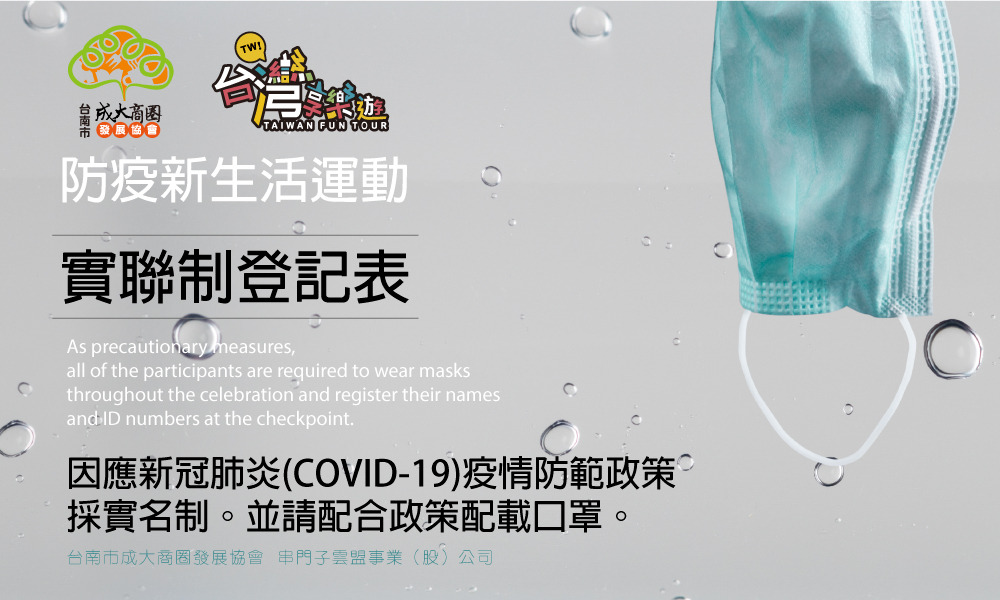 TW!
台灣享樂遊
TAIWAN FUN TOUR
台南市
成大商圈
發展協會
防疫新生活運動
實聯制登記表
As precautionary measures,
all of the participants are required to wear masks
throughout the celebration and register their names
and ID numbers at the checkpoint.
因應新冠肺炎(COVID-19)疫情防範政策
採實名制。並請配合政策配載口罩。
台南市成大商圈發展協會 串門子雲盟事業（股）公司